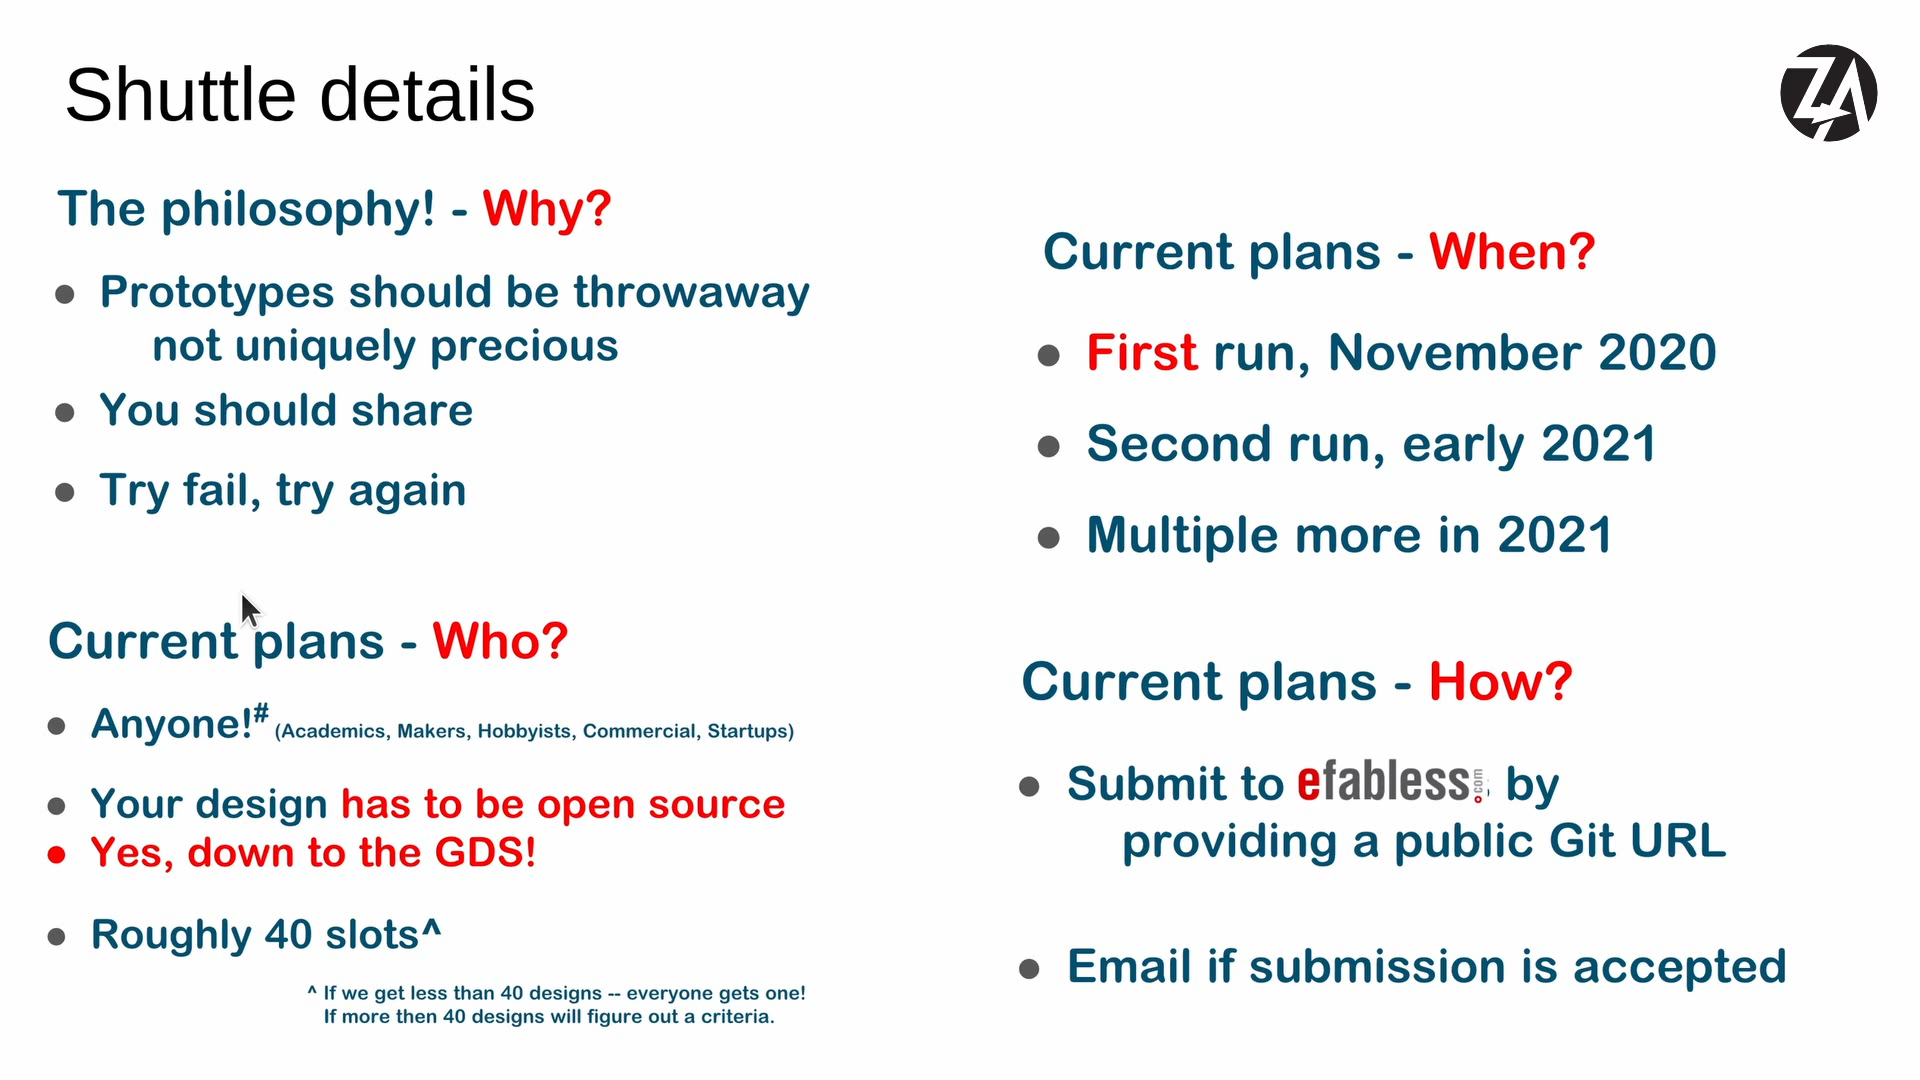 Shuttle details
ZA
The philosophy! - Why?
● Prototypes should be throwaway
not uniquely precious
● You should share
● Try fail, try again
Current plans - Who?
● Anyone!# (Academics, Makers, Hobbyists, Commercial, Startups)
● Your design has to be open source
● Yes, down to the GDS!
● Roughly 40 slots^
^ If we get less than 40 designs -- everyone gets one!
If more then 40 designs will figure out a criteria.
Current plans - When?
● First run, November 2020
● Second run, early 2021
● Multiple more in 2021
Current plans - How?
● Submit to efabless.com by
providing a public Git URL
● Email if submission is accepted